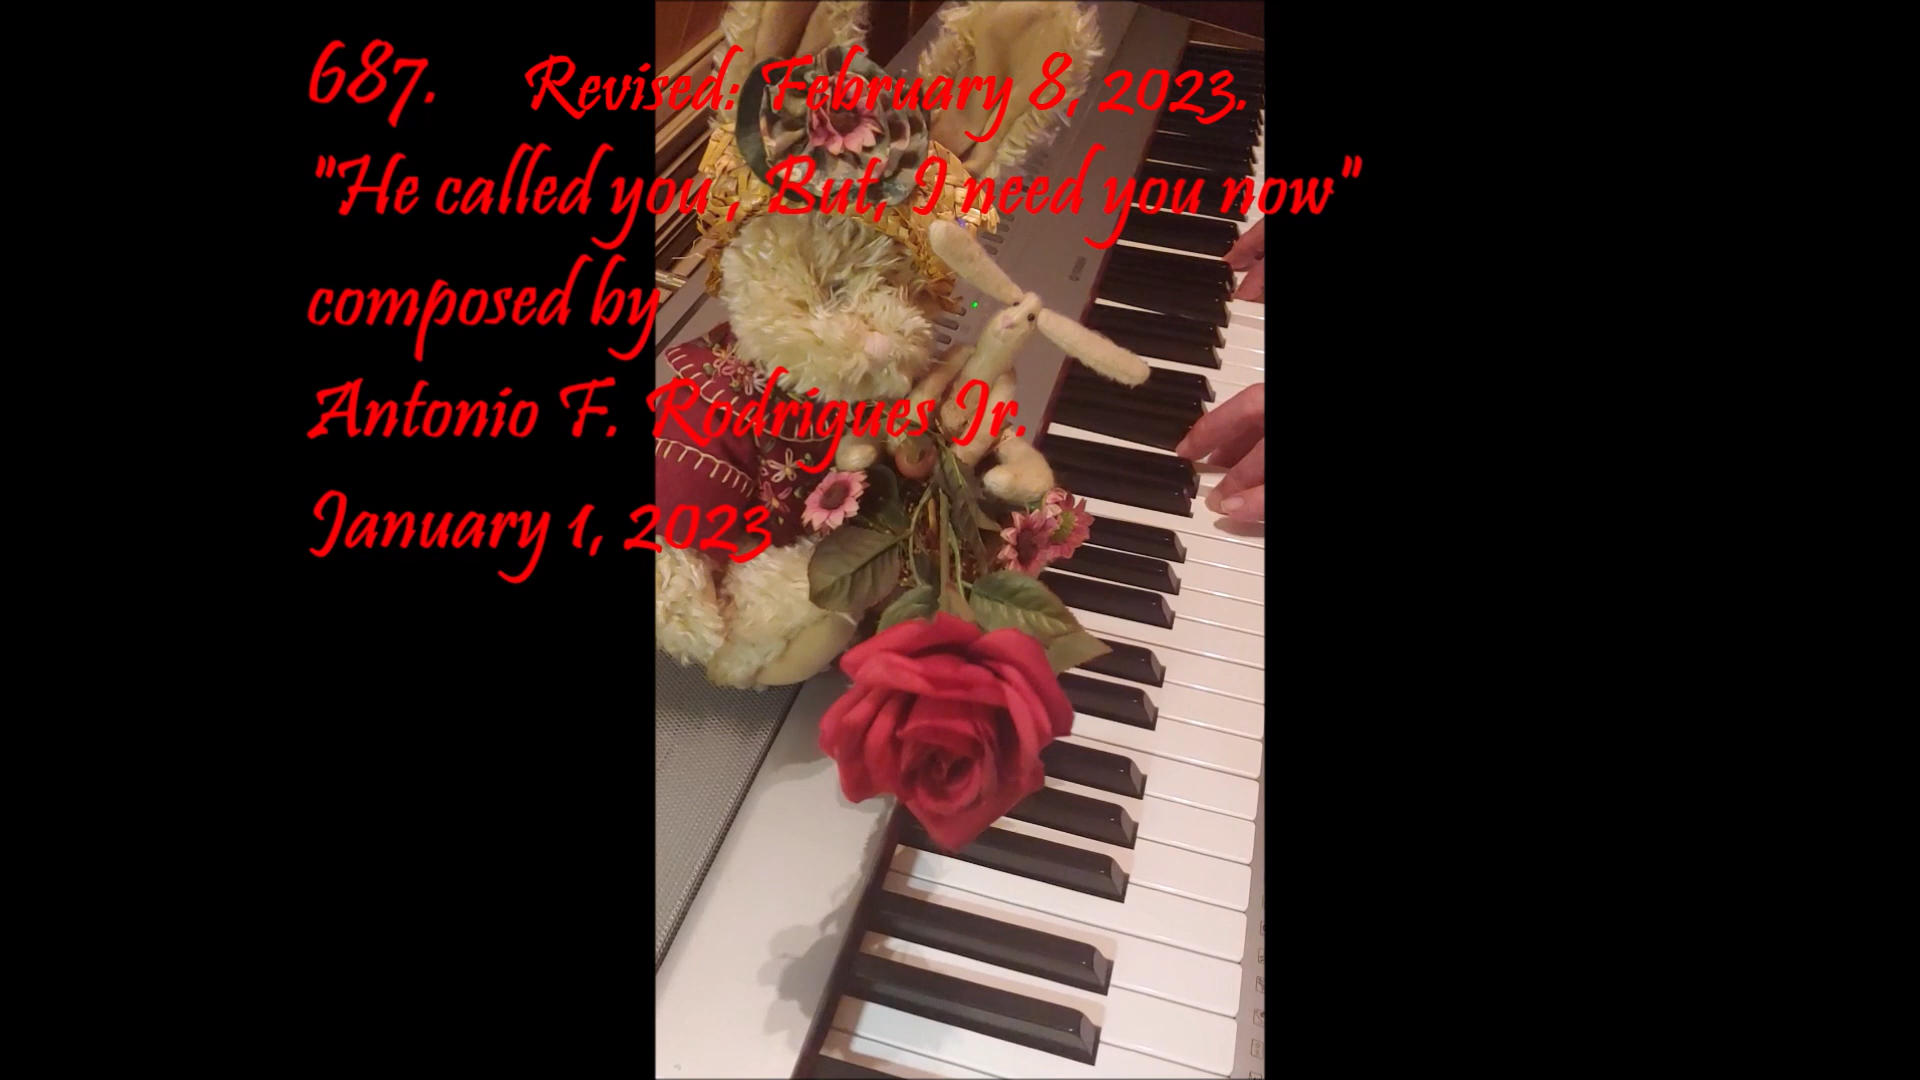 687. Revised: February 8, 2023.
"He called you , But, I need you now"
composed by
Antonio F. Rodrigues Jr.
January 1, 2023